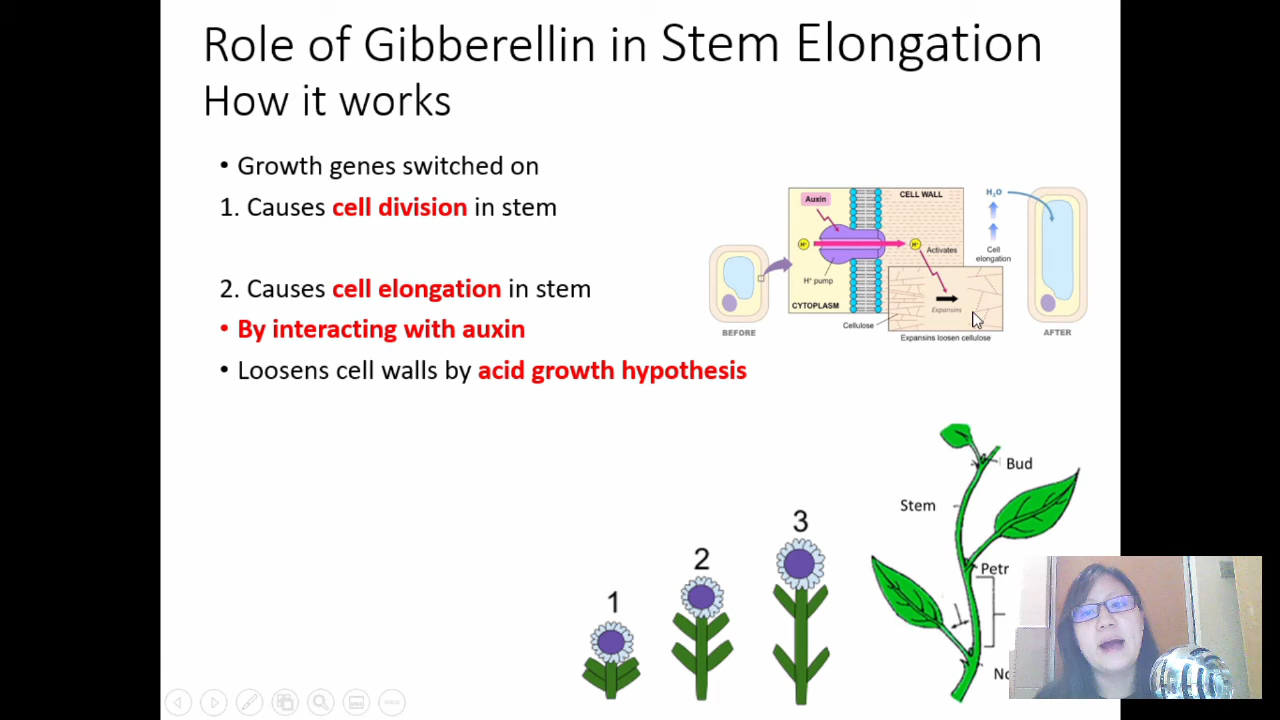 Role of Gibberellin in Stem Elongation
How it works
• Growth genes switched on
1. Causes cell division in stem
2. Causes cell elongation in stem
• By interacting with auxin
• Loosens cell walls by acid growth hypothesis
BEFORE
Auxin
CELL WALL
H⁺
H⁺
Activates
H⁺ pump
CYTOPLASM
Expansins
Cellulose
Expansins loosen cellulose
H₂O
Cell
elongation
AFTER
1
2
3
Bud
Stem